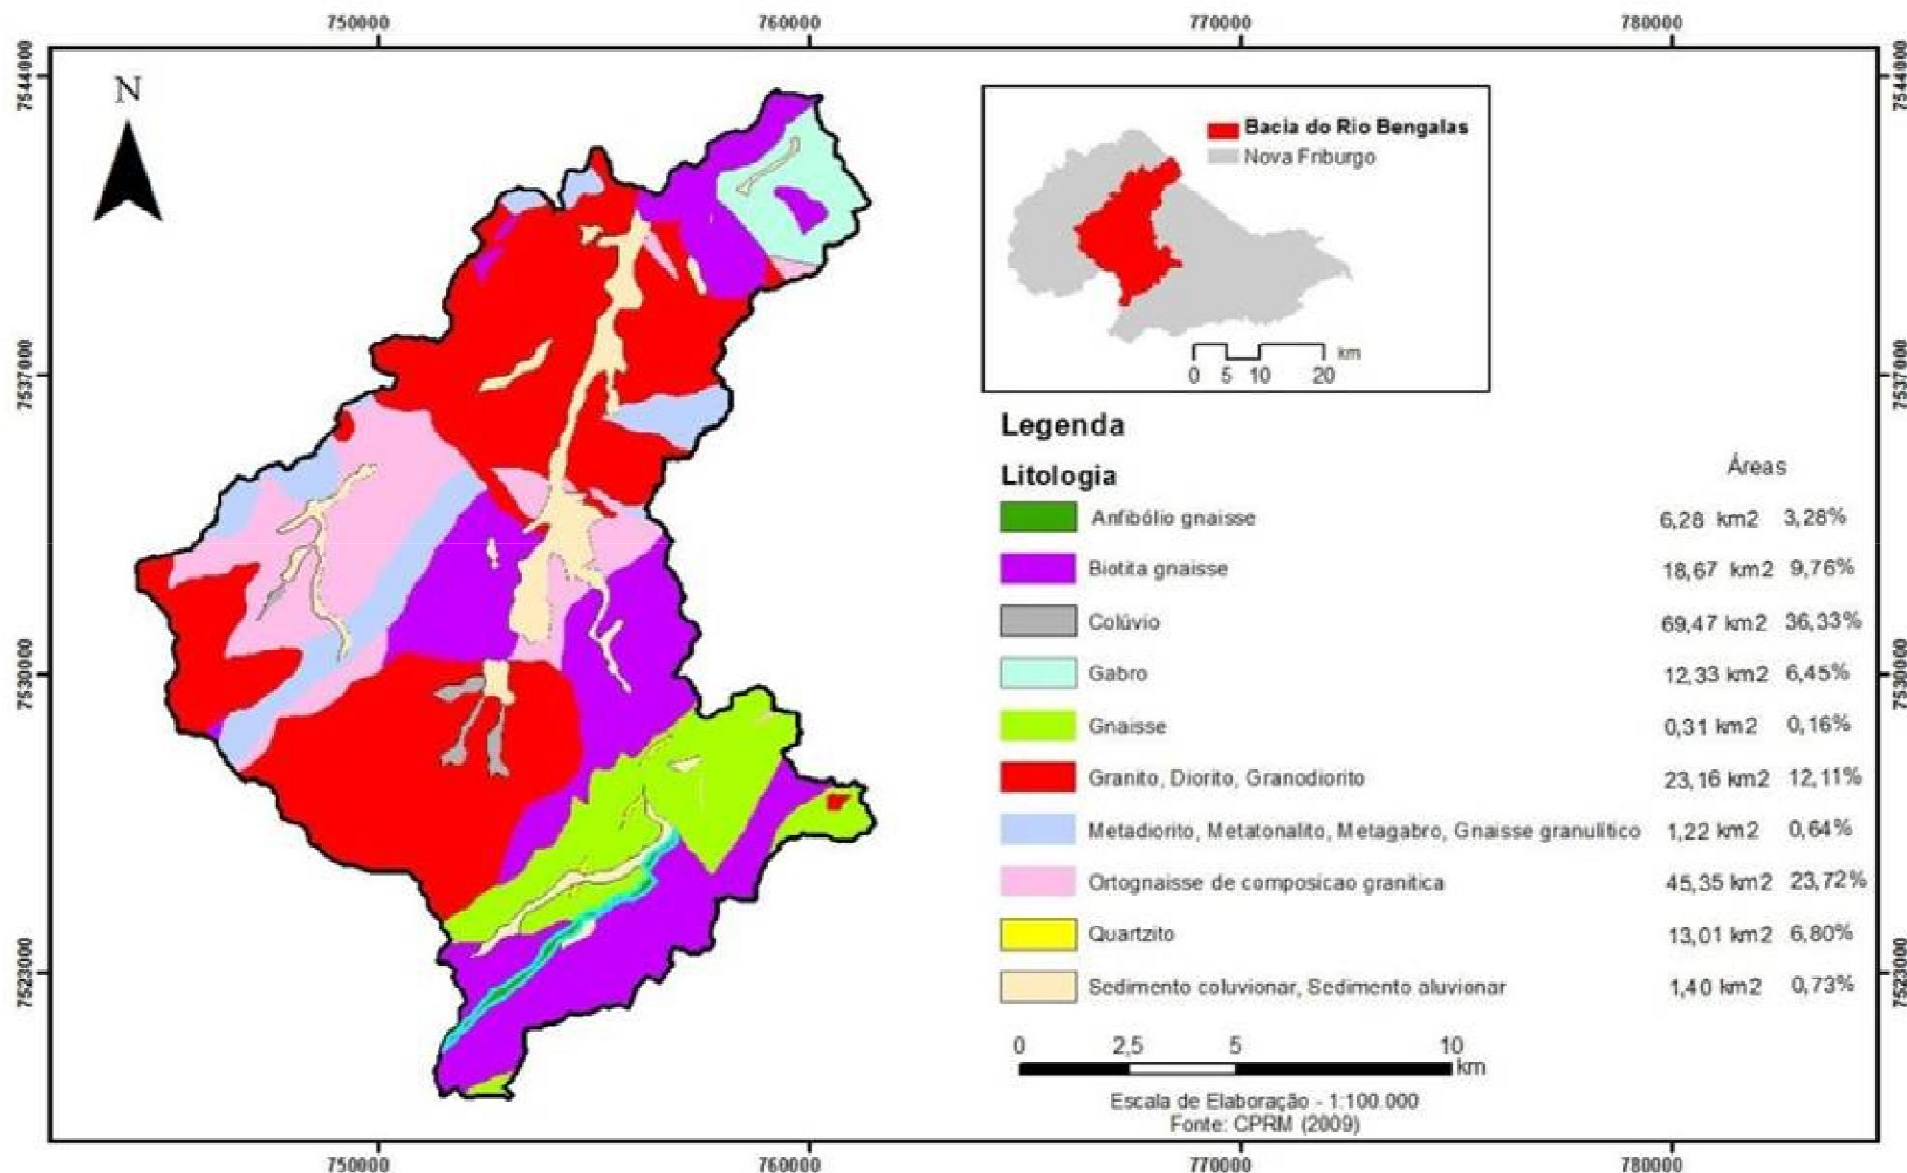 750000 760000 770000 780000
7544000 7544000
N
Bacia do Rio Bengalas
Nova Friburgo
km
0 5 10 20
7537000 7537000
Legenda
Litologia Áreas
Anfibólio gnaisse 6,28 km2 3,28%
Biotita gnaisse 18,67 km2 9,76%
Colúvio 69,47 km2 36,33%
Gabro 12,33 km2 6,45%
7530000 7530000
Gnaisse 0,31 km2 0,16%
Granito, Diorito, Granodiorito 23,16 km2 12,11%
Metadiorito, Metatonalito, Metagabro, Gnaisse granulítico 1,22 km2 0,64%
Ortognaisse de composicao granitica 45,35 km2 23,72%
Quartzito 13,01 km2 6,80%
Sedimento coluvionar, Sedimento aluvionar 1,40 km2 0,73%
7523000 7523000
0 2,5 5 10
km
Escala de Elaboração - 1:100.000
Fonte: CPRM (2009)
750000 760000 770000 780000